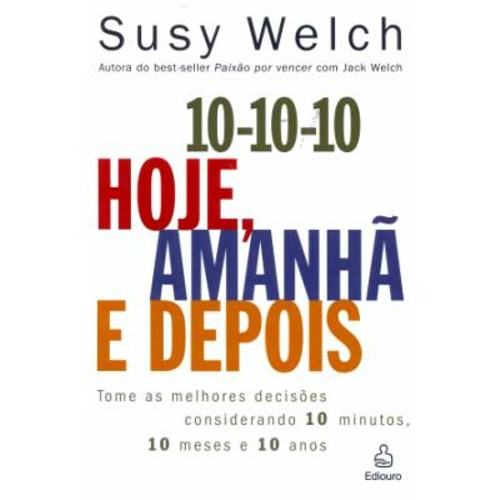 Susy Welch
Autora do best-seller Paixão por vencer com Jack Welch
10-10-10
HOJE,
AMANHÃ
E DEPOIS
Tome as melhores decisões
considerando 10 minutos,
10 meses e 10 anos
Ediouro